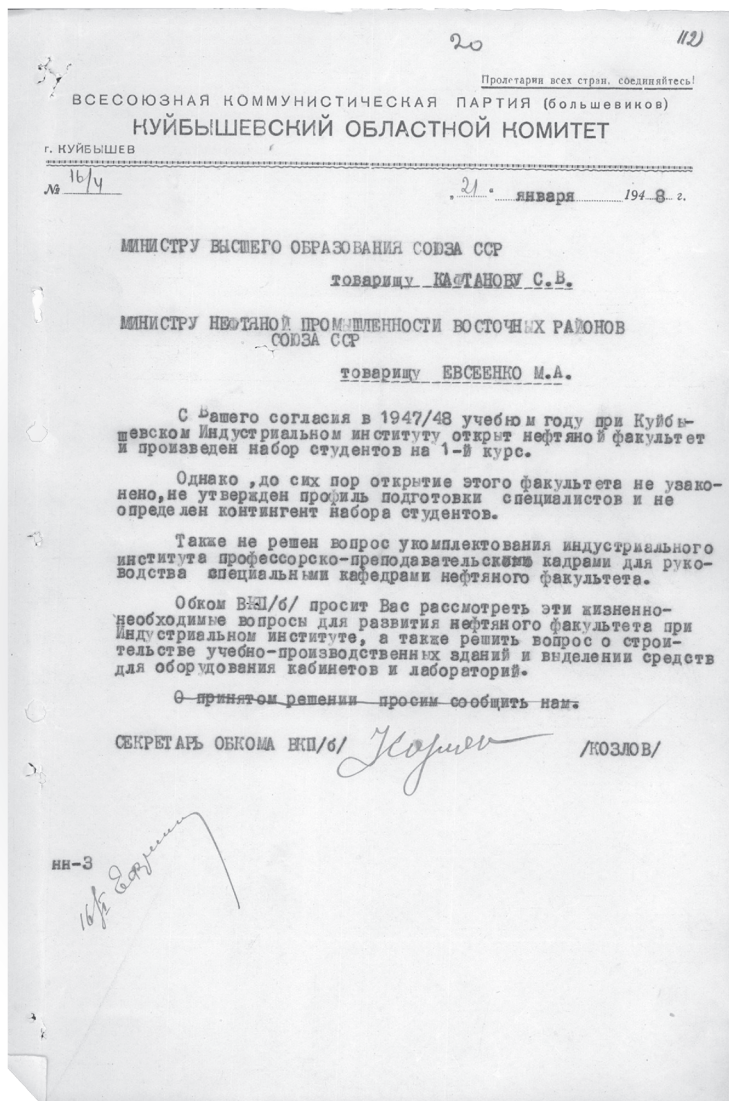 20
112
Пролетарии всех стран, соединяйтесь!
ВСЕСОЮЗНАЯ КОММУНИСТИЧЕСКАЯ ПАРТИЯ (большевиков)
КУЙБЫШЕВСКИЙ ОБЛАСТНОЙ КОМИТЕТ
г. КУЙБЫШЕВ
№ 16/4
„21" января 1948 г.
МИНИСТРУ ВЫСШЕГО ОБРАЗОВАНИЯ СОЮЗА ССР
товарищу КАФТАНОВУ С.В.
МИНИСТРУ НЕФТЯНОЙ ПРОМЫШЛЕННОСТИ ВОСТОЧНЫХ РАЙОНОВ
СОЮЗА ССР
товарищу ЕВСЕЕНКО М.А.
С Вашего согласия в 1947/48 учебном году при Куйбы-
шевском Индустриальном институту открыт нефтяной факультет
и произведен набор студентов на 1-й курс.
Однако ,до сих пор открытие этого факультета не узако-
нено,не утвержден профиль подготовки специалистов и не
определен контингент набора студентов.
Также не решен вопрос укомплектования индустриального
института профессорско-преподавательскими кадрами для руко-
водства специальными кафедрами нефтяного факультета.
Обком ВКП/б/ просит Вас рассмотреть эти жизненно-
необходимые вопросы для развития нефтяного факультета при
Индустриальном институте, а также решить вопрос о строи-
тельстве учебно-производственных зданий и выделении средств
для оборудования кабинетов и лабораторий.
О принятом решении просим сообщить нам.
СЕКРЕТАРЬ ОБКОМА ВКП/б/ /КОЗЛОВ/
нн-3